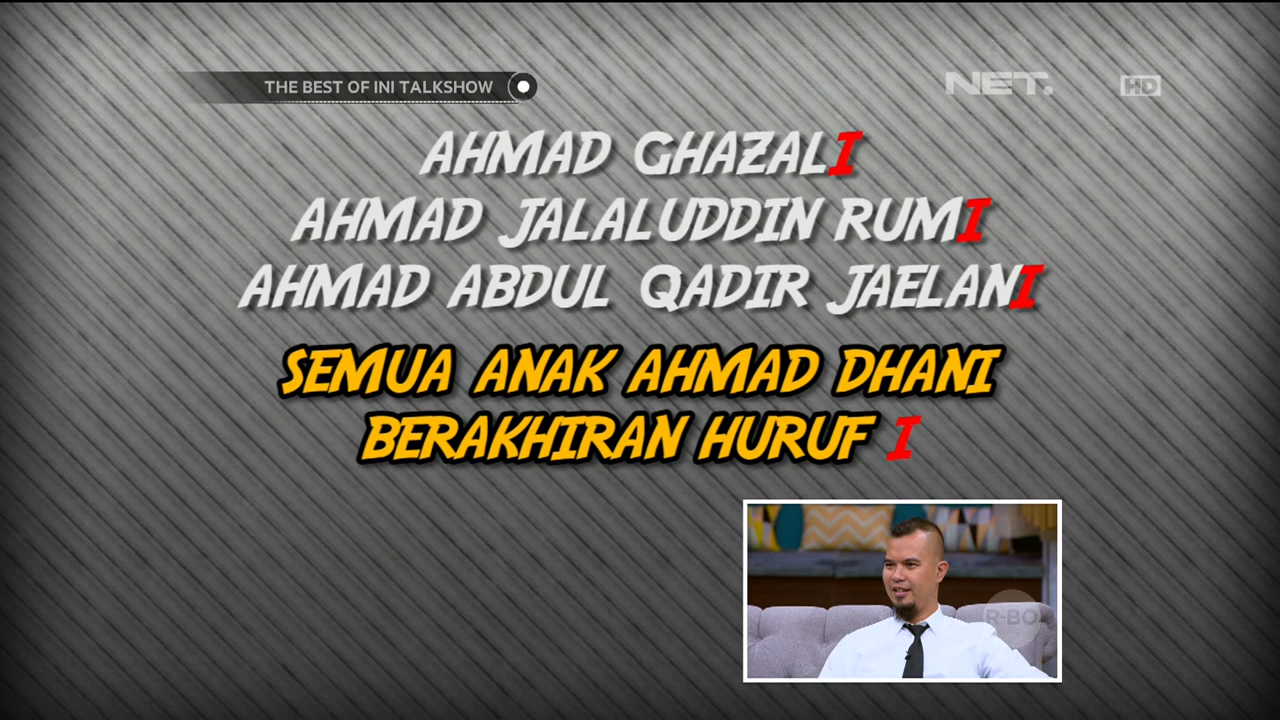 THE BEST OF INI TALKSHOW
NET.
HD
AHMAD GHAZALI
AHMAD JALALUDDIN RUMI
AHMAD ABDUL QADIR JAELANI
SEMUA ANAK AHMAD DHANI
BERAKHIRAN HURUF I
R-BO